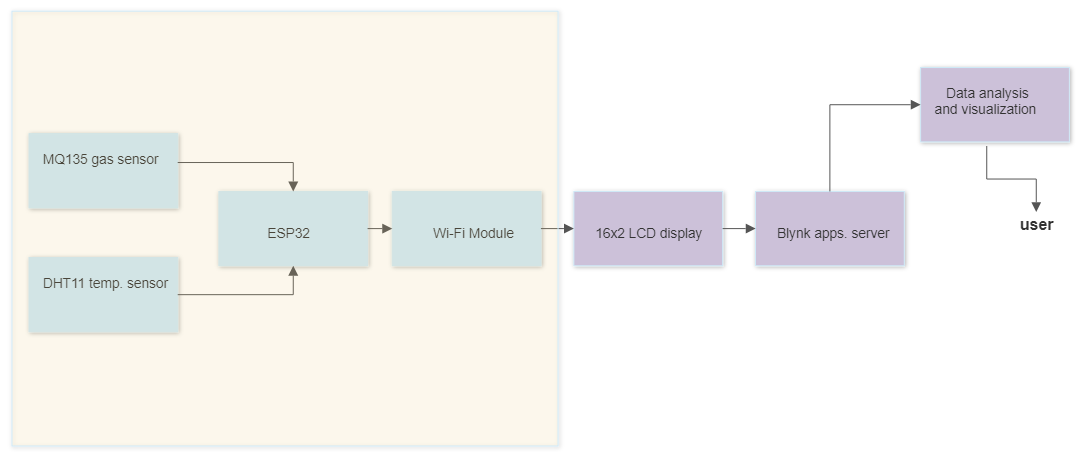 MQ135 gas sensor
DHT11 temp. sensor
ESP32
Wi-Fi Module
16x2 LCD display
Blynk apps. server
Data analysis
and visualization
user